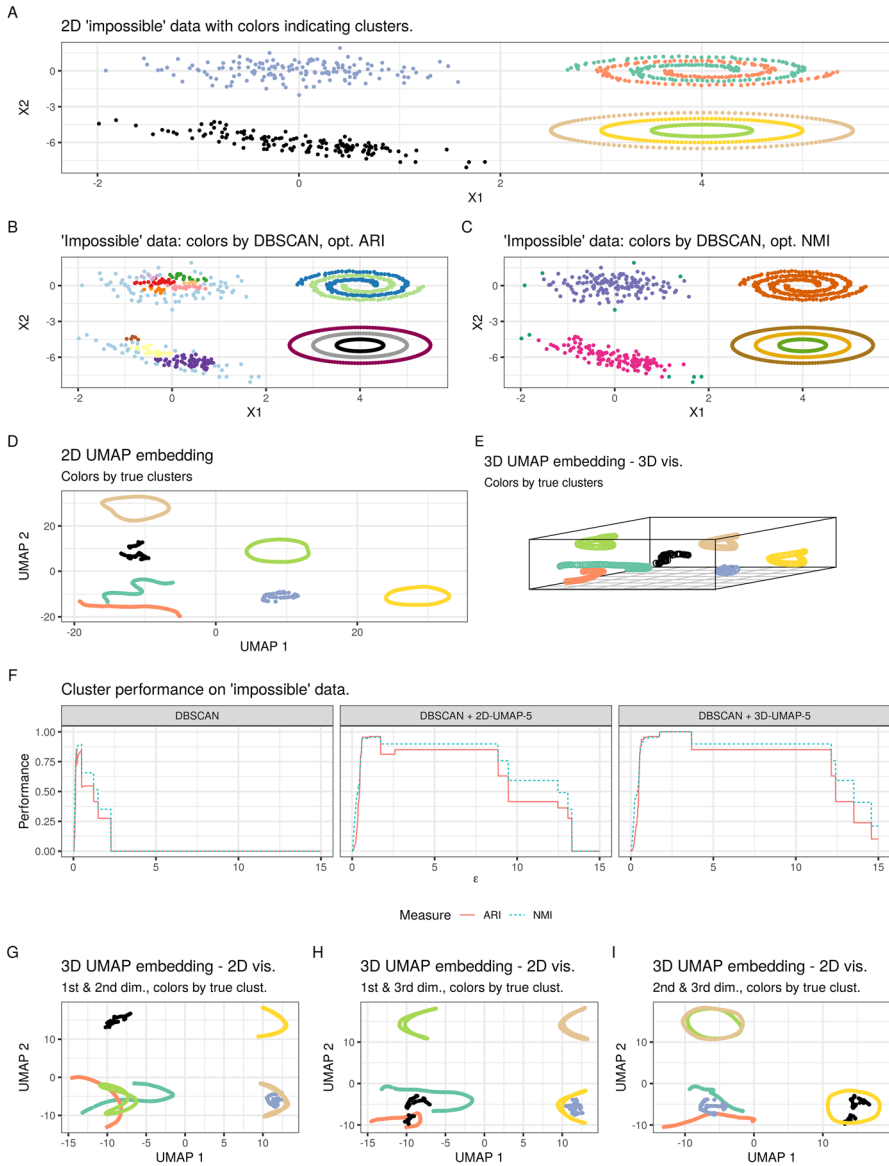 A
2D 'impossible' data with colors indicating clusters.
X2
0
-3
-6
-2
0
2
4
X1
B
'Impossible' data: colors by DBSCAN, opt. ARI
X2
0
-3
-6
-2
0
2
4
X1
C
'Impossible' data: colors by DBSCAN, opt. NMI
X2
0
-3
-6
-2
0
2
4
X1
D
2D UMAP embedding
Colors by true clusters
UMAP 2
20
0
-20
-20
0
20
UMAP 1
E
3D UMAP embedding - 3D vis.
Colors by true clusters
F
Cluster performance on 'impossible' data.
DBSCAN
DBSCAN + 2D-UMAP-5
DBSCAN + 3D-UMAP-5
Performance
1.00
0.75
0.50
0.25
0.00
0
5
10
15
0
5
10
15
0
5
10
15
ε
Measure
ARI
NMI
G
3D UMAP embedding - 2D vis.
1st & 2nd dim., colors by true clust.
UMAP 2
15
10
5
0
-5
-10
-15
-10
-5
0
5
10
UMAP 1
H
3D UMAP embedding - 2D vis.
1st & 3rd dim., colors by true clust.
UMAP 2
10
0
-10
-15
-10
-5
0
5
10
UMAP 1
I
3D UMAP embedding - 2D vis.
2nd & 3rd dim., colors by true clust.
UMAP 2
10
0
-10
-10
0
10
UMAP 1